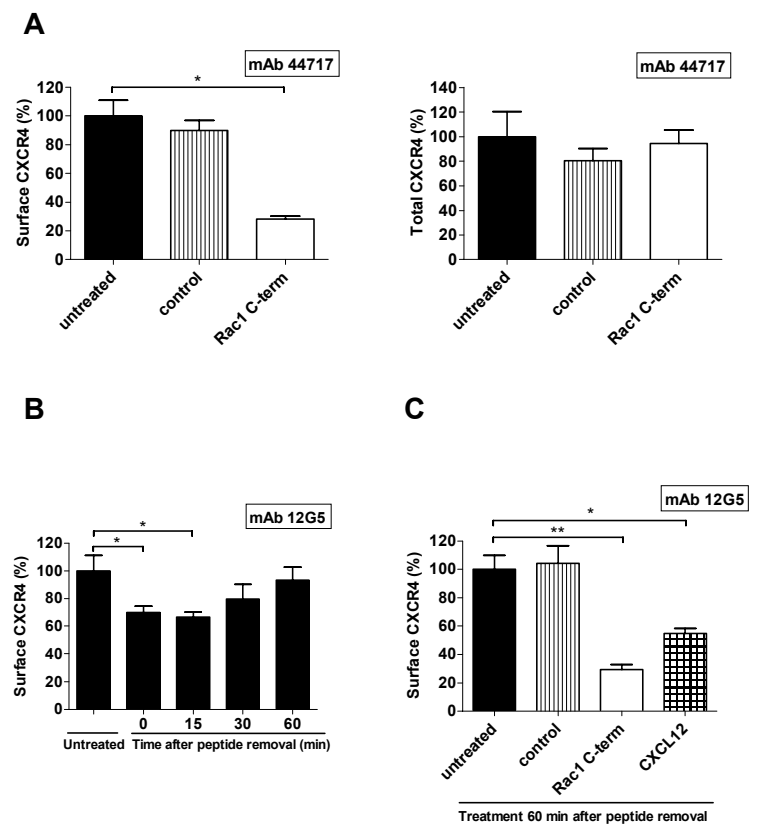 A
mAb 44717
*
Surface CXCR4 (%)
120
100
80
60
40
20
0
untreated
control
Rac1 C-term
mAb 44717
Total CXCR4 (%)
140
120
100
80
60
40
20
0
untreated
control
Rac1 C-term
B
mAb 12G5
*
*
Surface CXCR4 (%)
120
100
80
60
40
20
0
0 15 30 60
Untreated Time after peptide removal (min)
C
mAb 12G5
*
**
Surface CXCR4 (%)
120
100
80
60
40
20
0
untreated
control
Rac1 C-term
CXCL12
Treatment 60 min after peptide removal